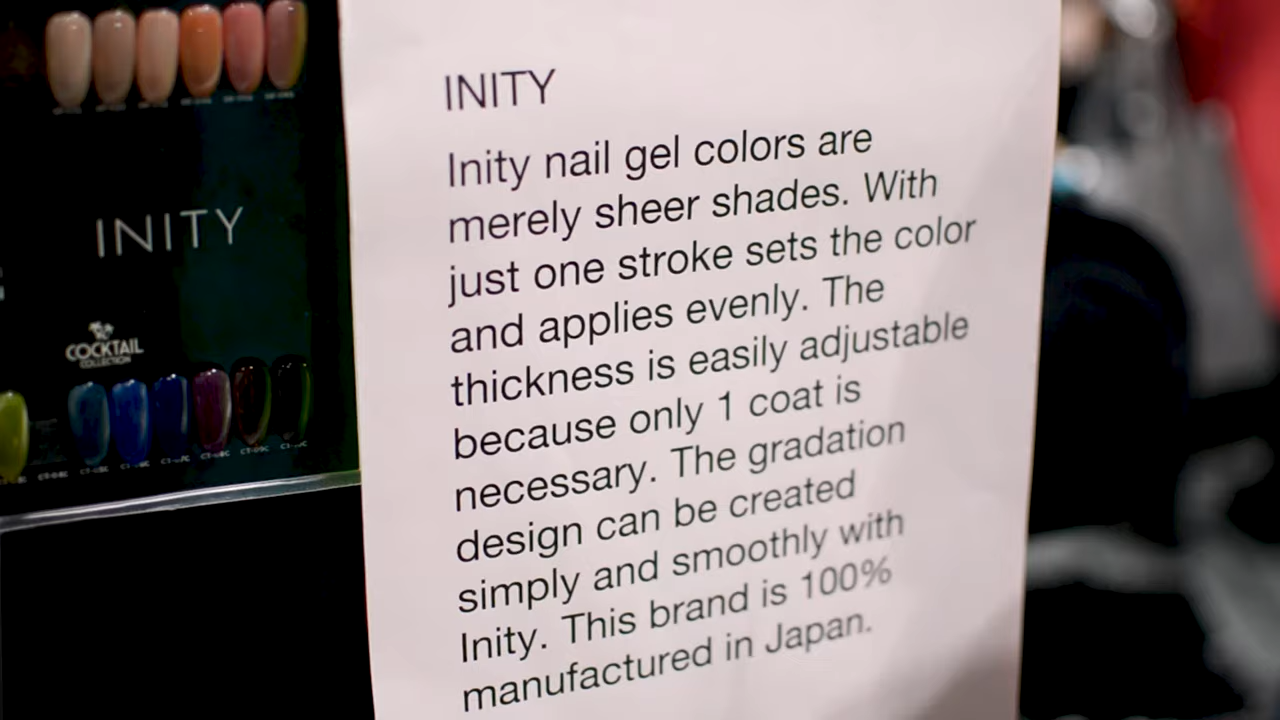 INITY
COCKTAIL
COLLECTION
INITY
Inity nail gel colors are
merely sheer shades. With
just one stroke sets the color
and applies evenly. The
thickness is easily adjustable
because only 1 coat is
necessary. The gradation
design can be created
simply and smoothly with
Inity. This brand is 100%
manufactured in Japan.